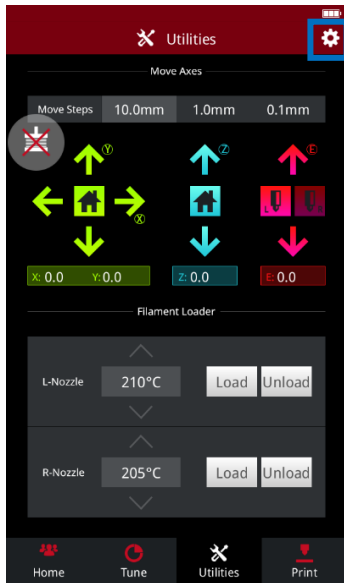 Utilities
Move Axes
Move Steps 10.0mm 1.0mm 0.1mm
Y Z E
X L R
X: 0.0 Y: 0.0 Z: 0.0 E: 0.0
Filament Loader
L-Nozzle 210°C Load Unload
R-Nozzle 205°C Load Unload
Home Tune Utilities Print